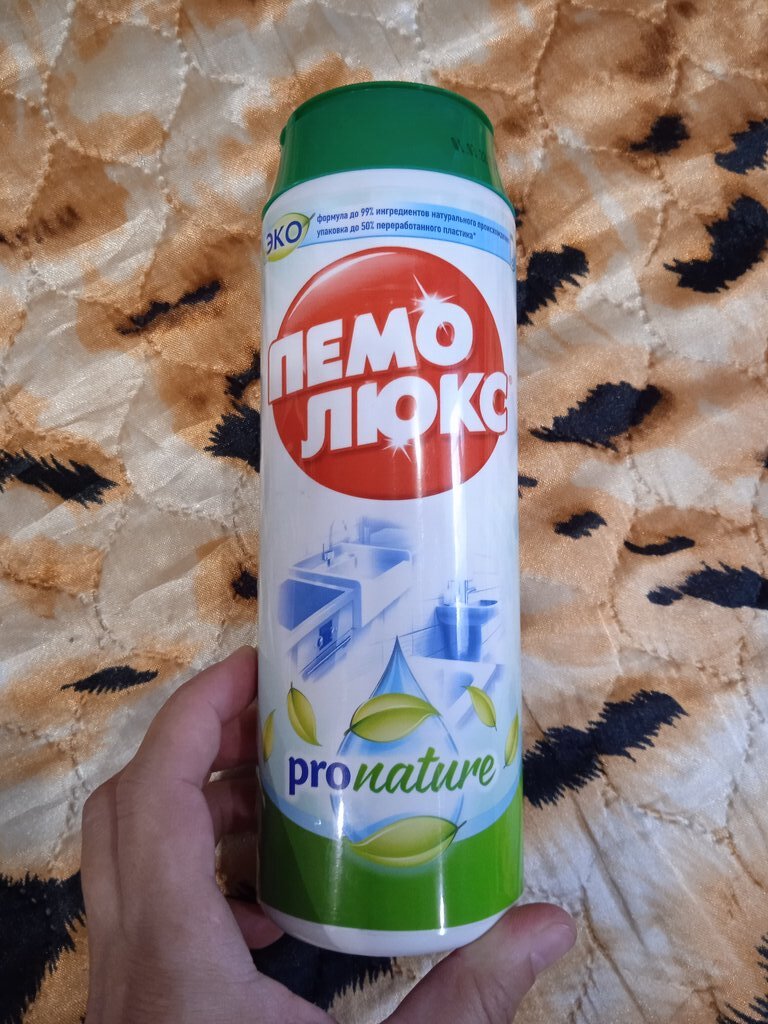 ЭКО
формула до 99% ингредиентов натурального происхождения
упаковка до 50% переработанного пластика*
ПЕМО
ЛЮКС
pronature